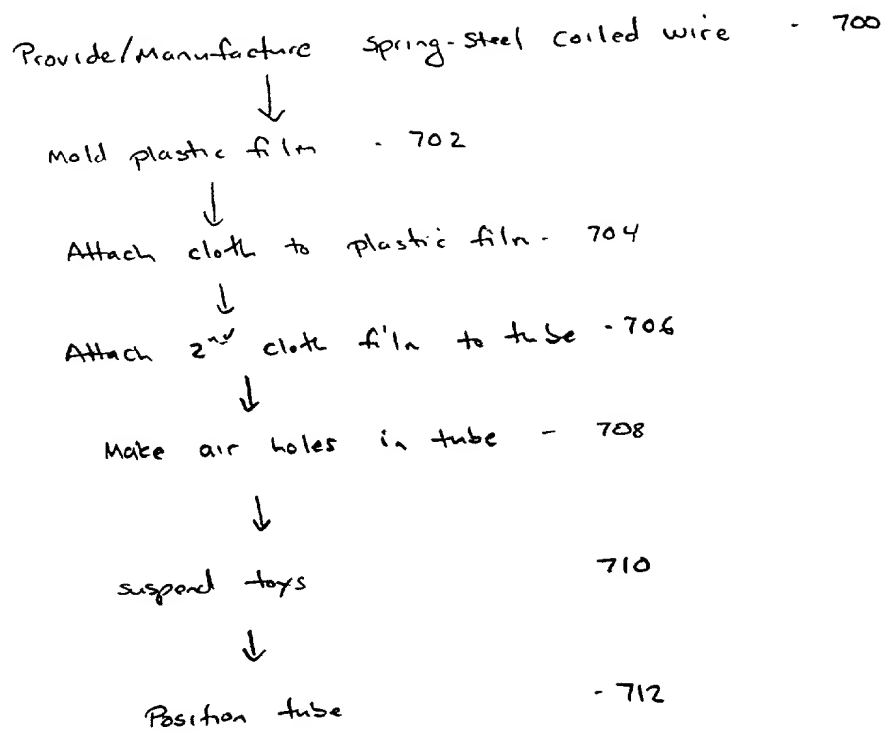 Provide/Manufacture Spring-Steel Coiled wire - 700
Mold plastic film - 702
Attach cloth to plastic film - 704
Attach 2nd cloth film to tube - 706
Make air holes in tube - 708
suspend toys 710
Position tube - 712